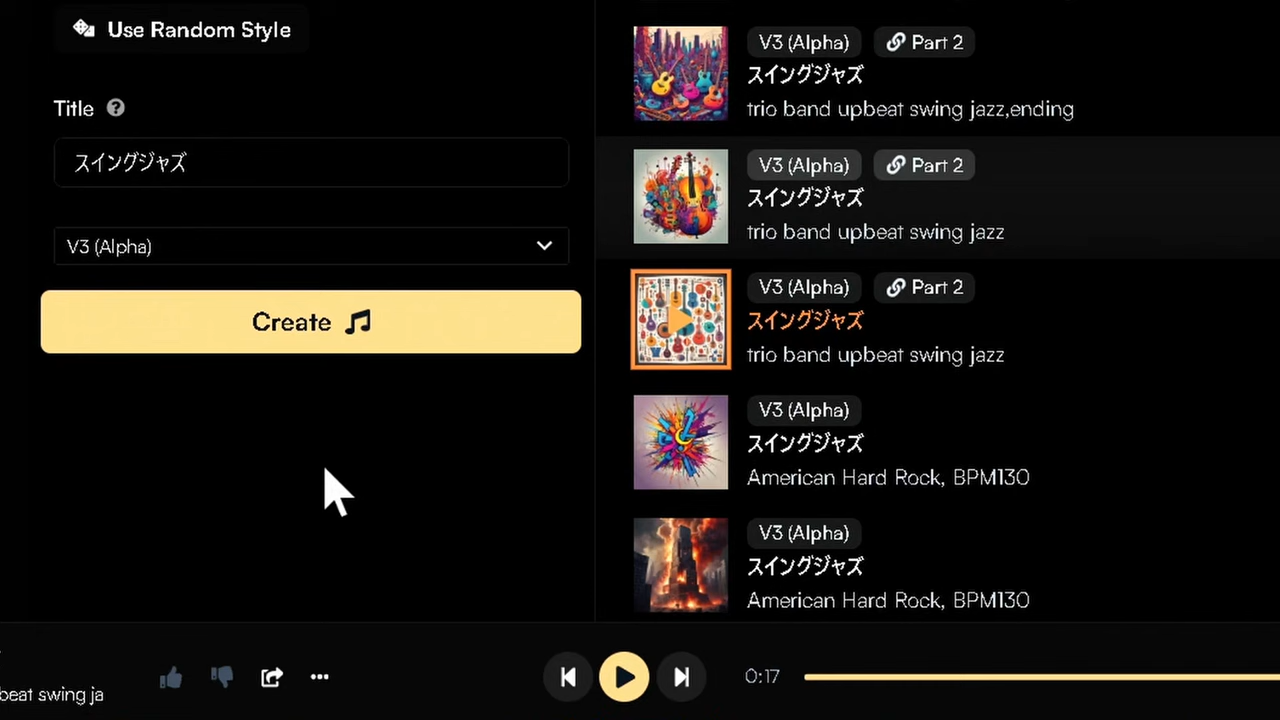 Use Random Style
Title
スイングジャズ
V3 (Alpha)
Create
V3 (Alpha) Part 2
スイングジャズ
trio band upbeat swing jazz,ending
V3 (Alpha) Part 2
スイングジャズ
trio band upbeat swing jazz
V3 (Alpha) Part 2
スイングジャズ
trio band upbeat swing jazz
V3 (Alpha)
スイングジャズ
American Hard Rock, BPM130
V3 (Alpha)
スイングジャズ
American Hard Rock, BPM130
beat swing ja
0:17